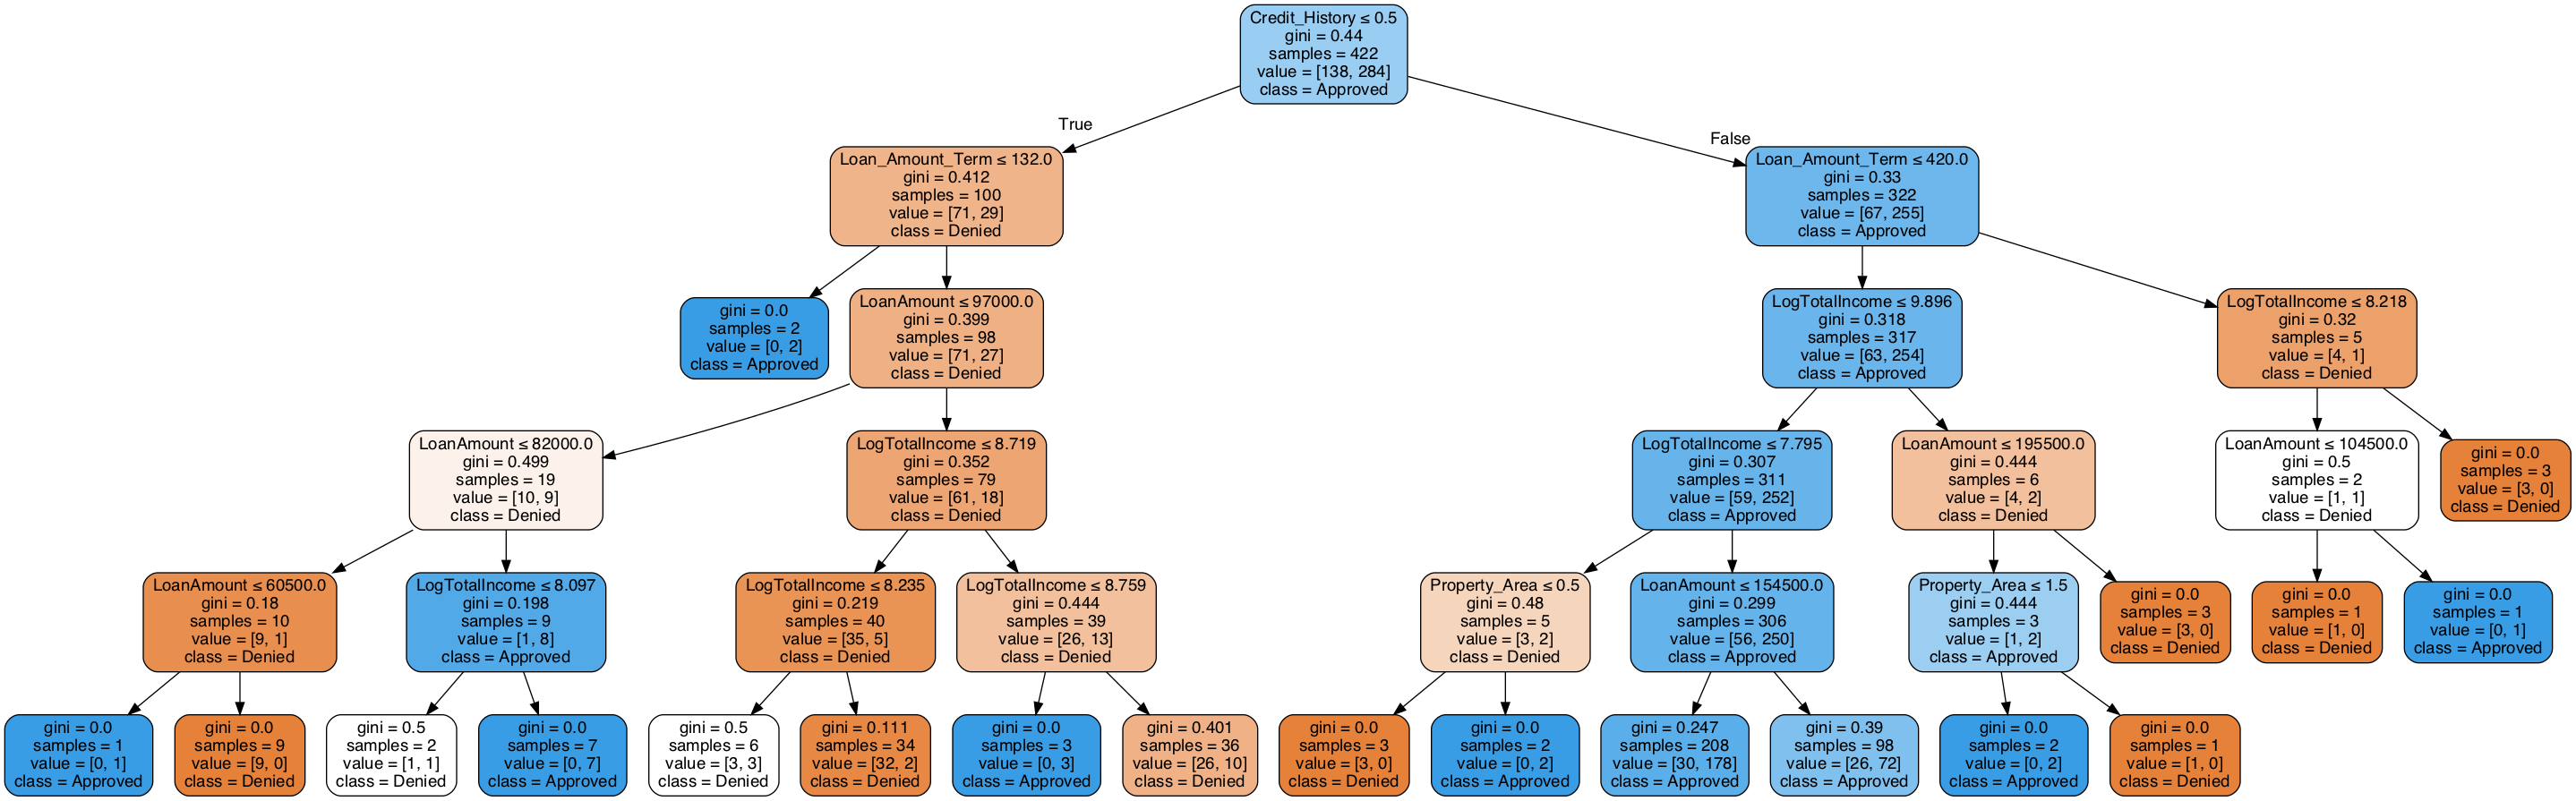 Credit_History ≤ 0.5
gini = 0.44
samples = 422
value = [138, 284]
class = Approved
True
False
Loan_Amount_Term ≤ 132.0
gini = 0.412
samples = 100
value = [71, 29]
class = Denied
Loan_Amount_Term ≤ 420.0
gini = 0.33
samples = 322
value = [67, 255]
class = Approved
gini = 0.0
samples = 2
value = [0, 2]
class = Approved
LoanAmount ≤ 97000.0
gini = 0.399
samples = 98
value = [71, 27]
class = Denied
LogTotalIncome ≤ 9.896
gini = 0.318
samples = 317
value = [63, 254]
class = Approved
LogTotalIncome ≤ 8.218
gini = 0.32
samples = 5
value = [4, 1]
class = Denied
LoanAmount ≤ 82000.0
gini = 0.499
samples = 19
value = [10, 9]
class = Denied
LogTotalIncome ≤ 8.719
gini = 0.352
samples = 79
value = [61, 18]
class = Denied
LogTotalIncome ≤ 7.795
gini = 0.307
samples = 311
value = [59, 252]
class = Approved
LoanAmount ≤ 195500.0
gini = 0.444
samples = 6
value = [4, 2]
class = Denied
LoanAmount ≤ 104500.0
gini = 0.5
samples = 2
value = [1, 1]
class = Denied
gini = 0.0
samples = 3
value = [3, 0]
class = Denied
LoanAmount ≤ 60500.0
gini = 0.18
samples = 10
value = [9, 1]
class = Denied
LogTotalIncome ≤ 8.097
gini = 0.198
samples = 9
value = [1, 8]
class = Approved
LogTotalIncome ≤ 8.235
gini = 0.219
samples = 40
value = [35, 5]
class = Denied
LogTotalIncome ≤ 8.759
gini = 0.444
samples = 39
value = [26, 13]
class = Denied
Property_Area ≤ 0.5
gini = 0.48
samples = 5
value = [3, 2]
class = Denied
LoanAmount ≤ 154500.0
gini = 0.299
samples = 306
value = [56, 250]
class = Approved
Property_Area ≤ 1.5
gini = 0.444
samples = 3
value = [1, 2]
class = Approved
gini = 0.0
samples = 3
value = [3, 0]
class = Denied
gini = 0.0
samples = 1
value = [1, 0]
class = Denied
gini = 0.0
samples = 1
value = [0, 1]
class = Approved
gini = 0.0
samples = 1
value = [0, 1]
class = Approved
gini = 0.0
samples = 9
value = [9, 0]
class = Denied
gini = 0.5
samples = 2
value = [1, 1]
class = Denied
gini = 0.0
samples = 7
value = [0, 7]
class = Approved
gini = 0.5
samples = 6
value = [3, 3]
class = Denied
gini = 0.111
samples = 34
value = [32, 2]
class = Denied
gini = 0.0
samples = 3
value = [0, 3]
class = Approved
gini = 0.401
samples = 36
value = [26, 10]
class = Denied
gini = 0.0
samples = 3
value = [3, 0]
class = Denied
gini = 0.0
samples = 2
value = [0, 2]
class = Approved
gini = 0.247
samples = 208
value = [30, 178]
class = Approved
gini = 0.39
samples = 98
value = [26, 72]
class = Approved
gini = 0.0
samples = 2
value = [0, 2]
class = Approved
gini = 0.0
samples = 1
value = [1, 0]
class = Denied